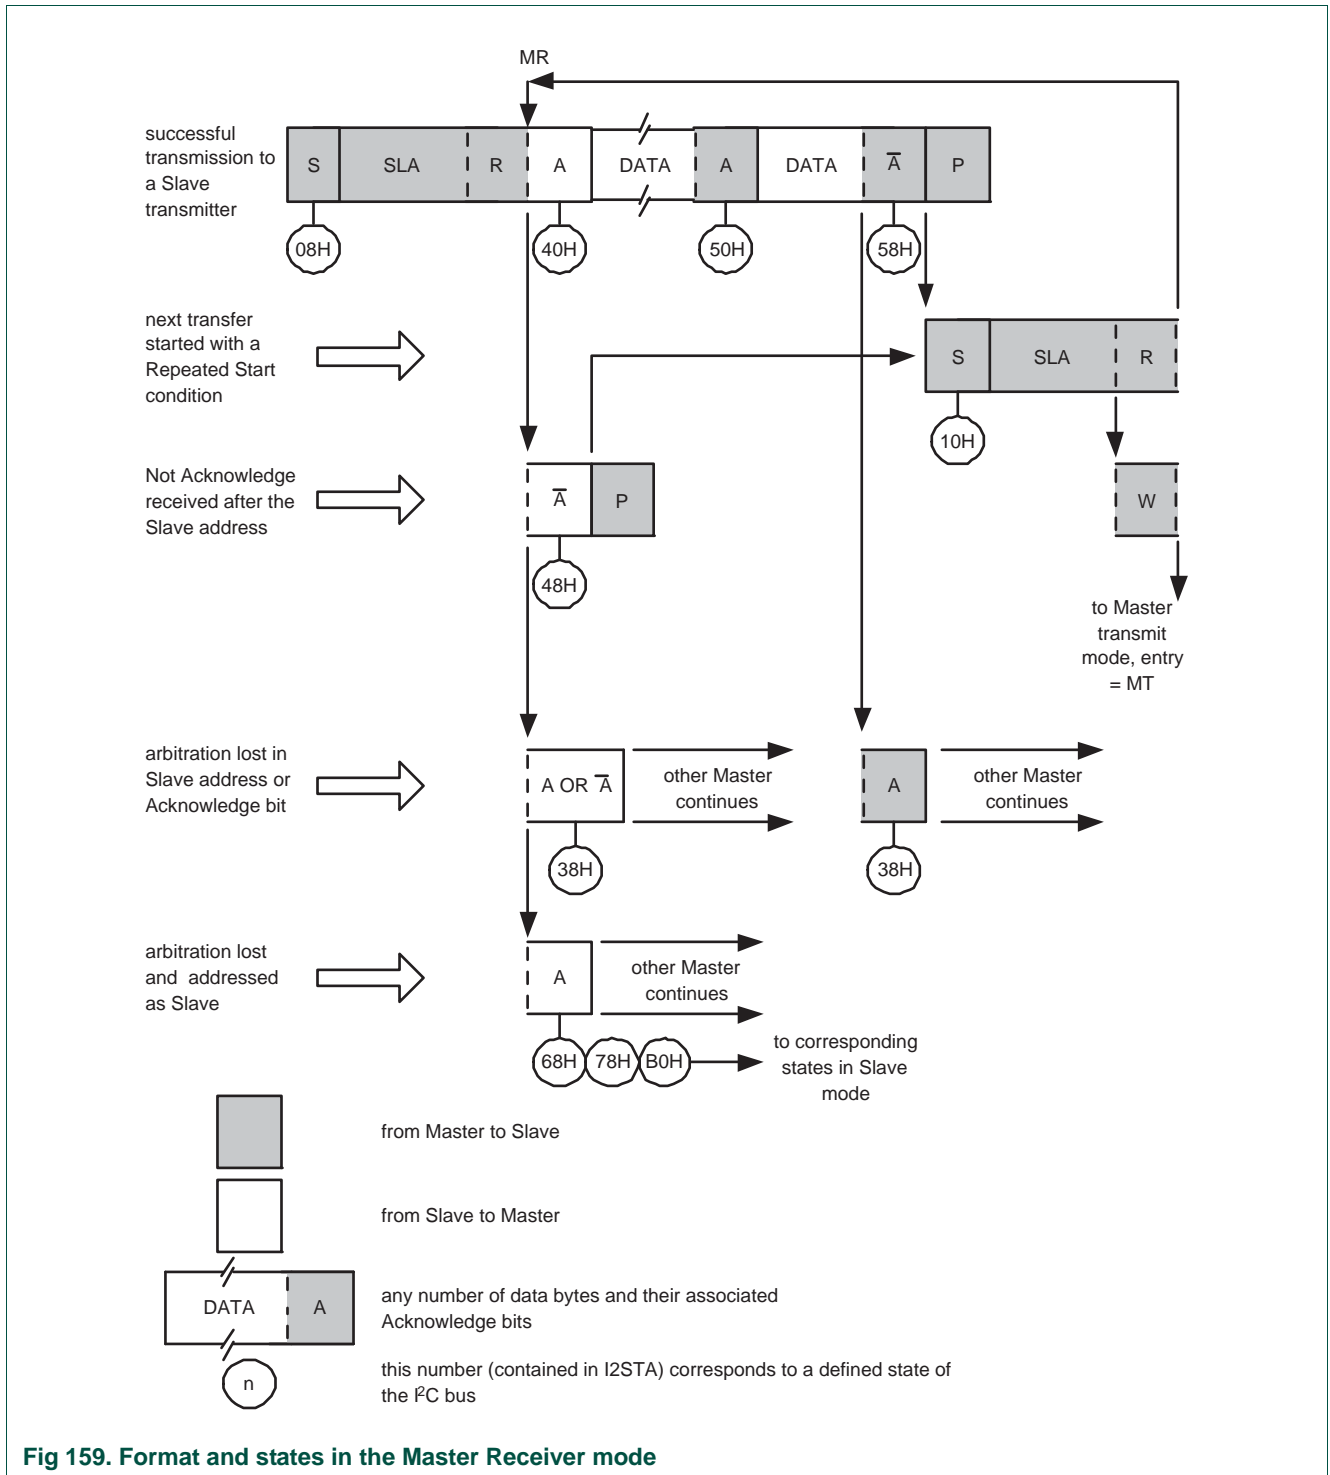 MR
successful
transmission to
a Slave
transmitter
S SLA R A DATA A DATA A̅ P
08H 40H 50H 58H
next transfer
started with a
Repeated Start
condition
S SLA R
10H
Not Acknowledge
received after the
Slave address
A̅ P
W
48H
to Master
transmit
mode, entry
= MT
arbitration lost in
Slave address or
Acknowledge bit
A OR A̅
other Master
continues
A
other Master
continues
38H 38H
arbitration lost
and addressed
as Slave
A
other Master
continues
68H 78H B0H
to corresponding
states in Slave
mode
from Master to Slave
from Slave to Master
DATA A
any number of data bytes and their associated
Acknowledge bits
n
this number (contained in I2STA) corresponds to a defined state of
the I²C bus
Fig 159. Format and states in the Master Receiver mode